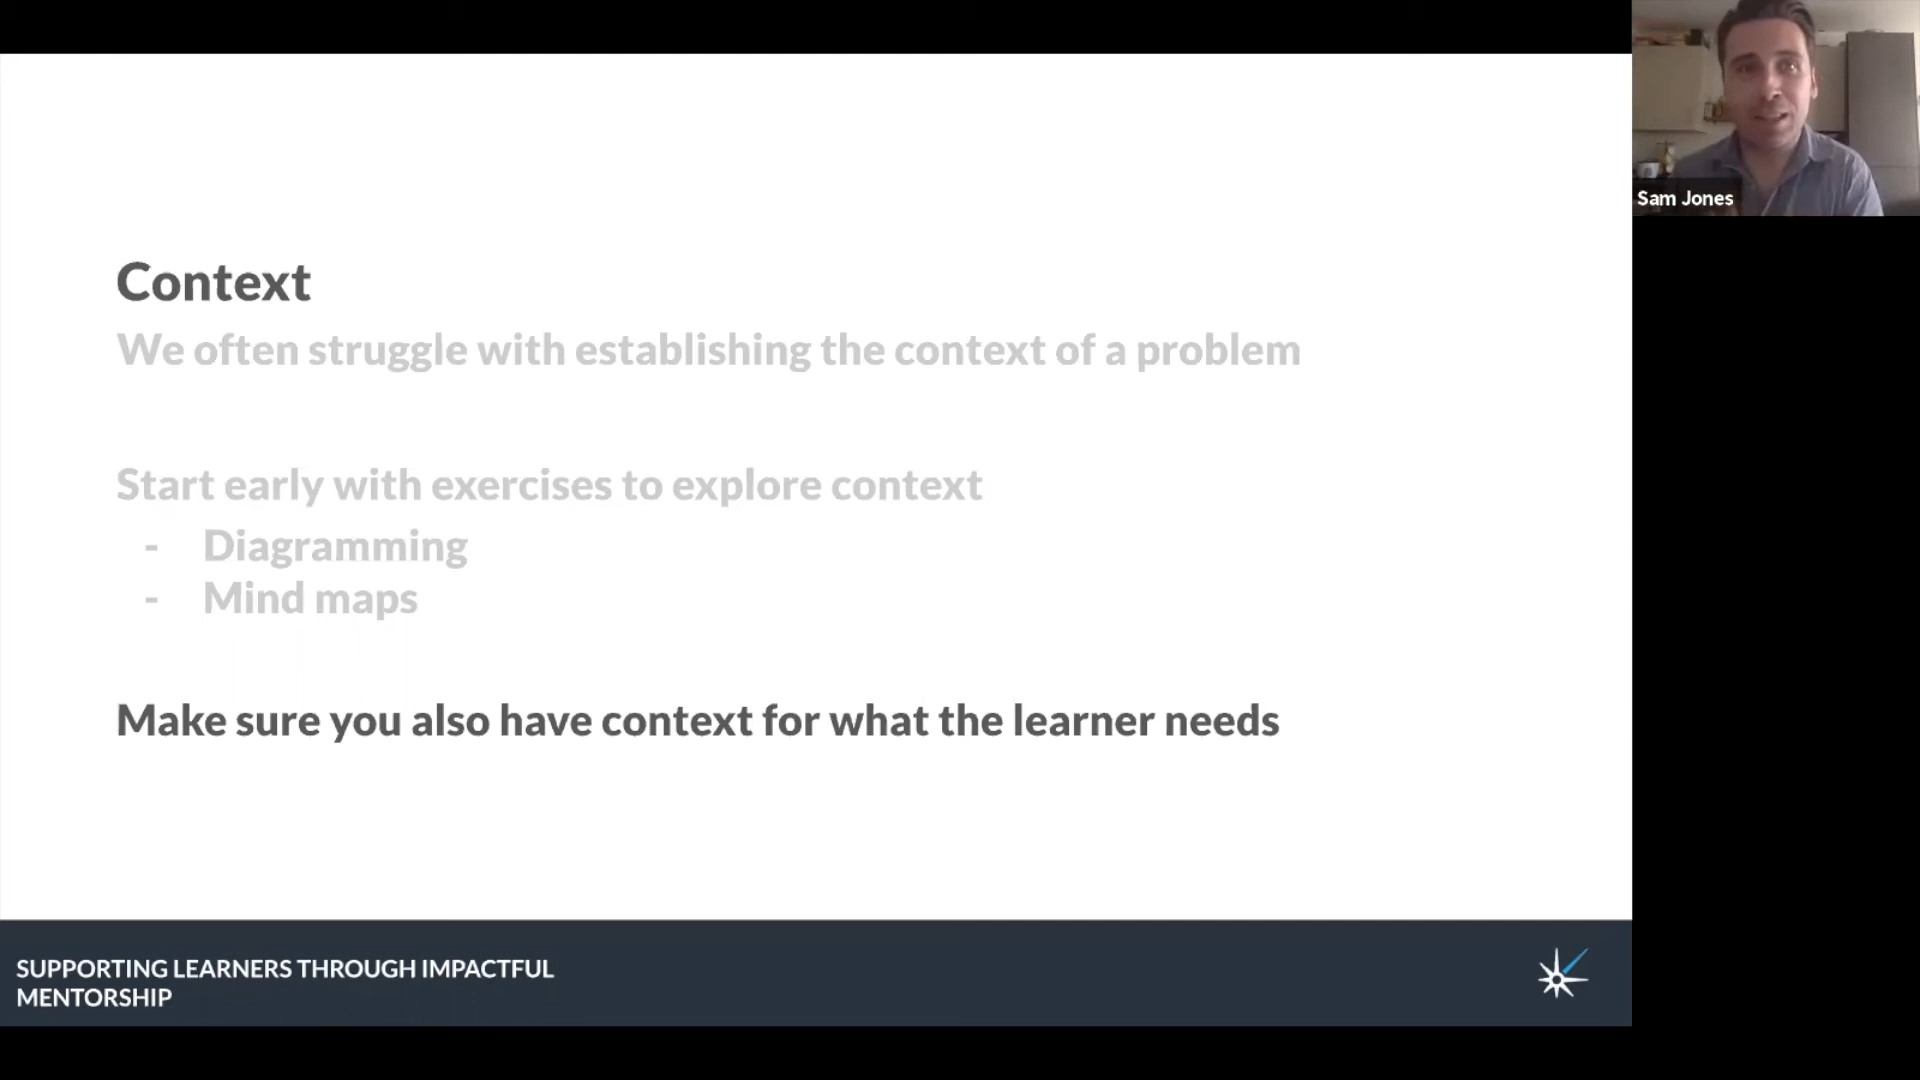 Sam Jones
Context
We often struggle with establishing the context of a problem
Start early with exercises to explore context
- Diagramming
- Mind maps
Make sure you also have context for what the learner needs
SUPPORTING LEARNERS THROUGH IMPACTFUL
MENTORSHIP